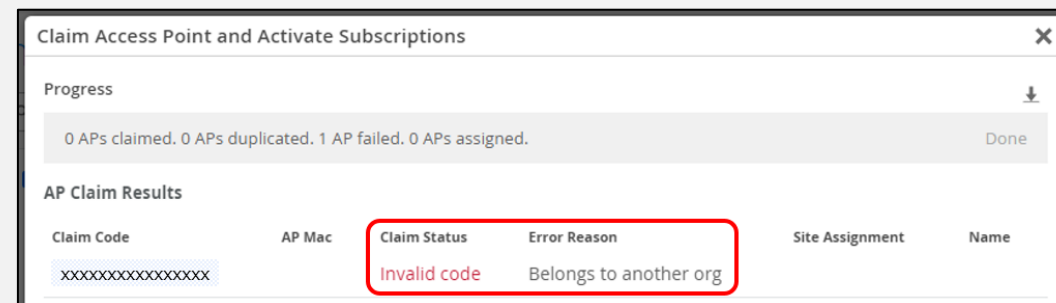 Claim Access Point and Activate Subscriptions
Progress
0 APs claimed. 0 APs duplicated. 1 AP failed. 0 APs assigned. Done
AP Claim Results
Claim Code AP Mac Claim Status Error Reason Site Assignment Name
xxxxxxxxxxxxxxxx Invalid code Belongs to another org